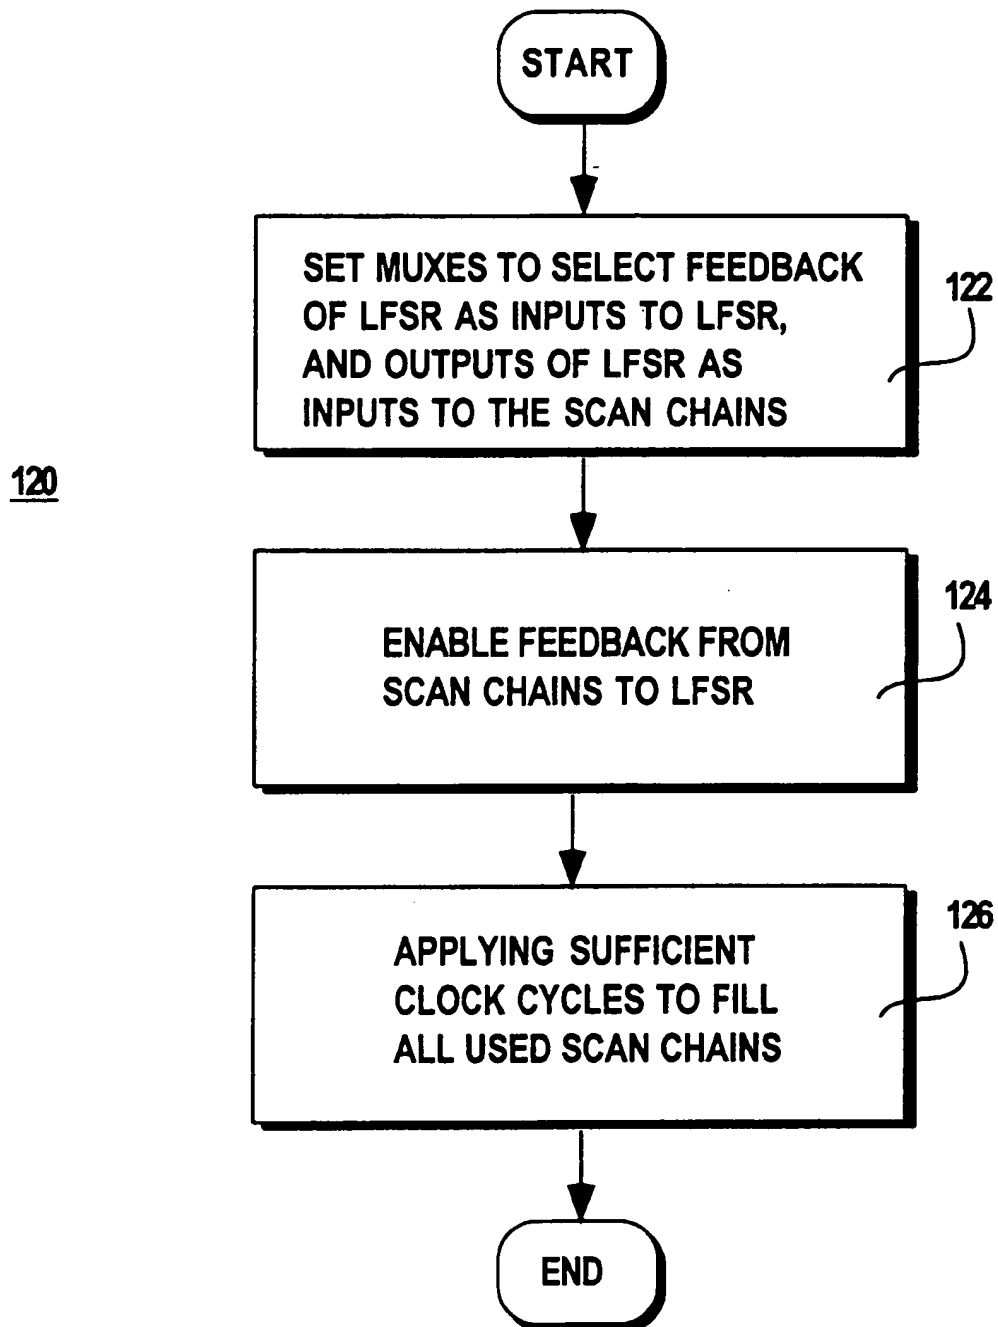 START
SET MUXES TO SELECT FEEDBACK
OF LFSR AS INPUTS TO LFSR,
AND OUTPUTS OF LFSR AS
INPUTS TO THE SCAN CHAINS
122
120
ENABLE FEEDBACK FROM
SCAN CHAINS TO LFSR
124
APPLYING SUFFICIENT
CLOCK CYCLES TO FILL
ALL USED SCAN CHAINS
126
END